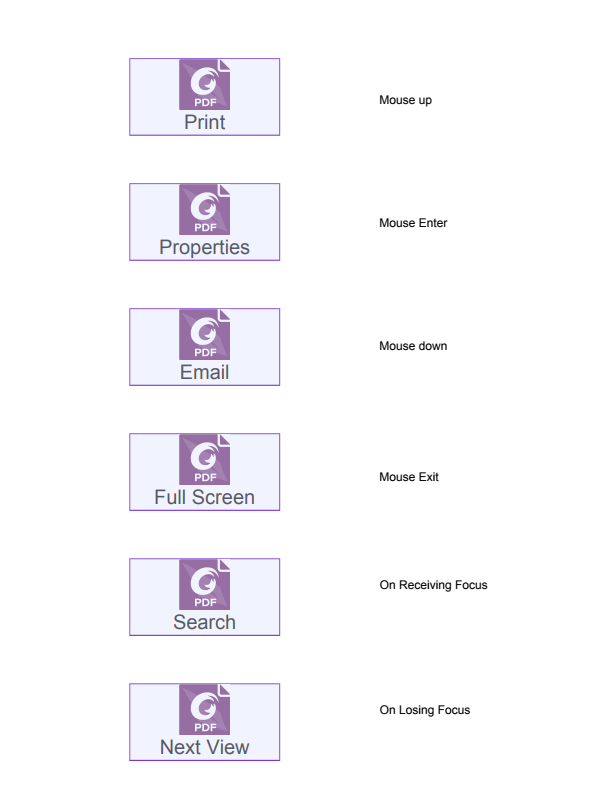 PDF
Print
Mouse up
PDF
Properties
Mouse Enter
PDF
Email
Mouse down
PDF
Full Screen
Mouse Exit
PDF
Search
On Receiving Focus
PDF
Next View
On Losing Focus